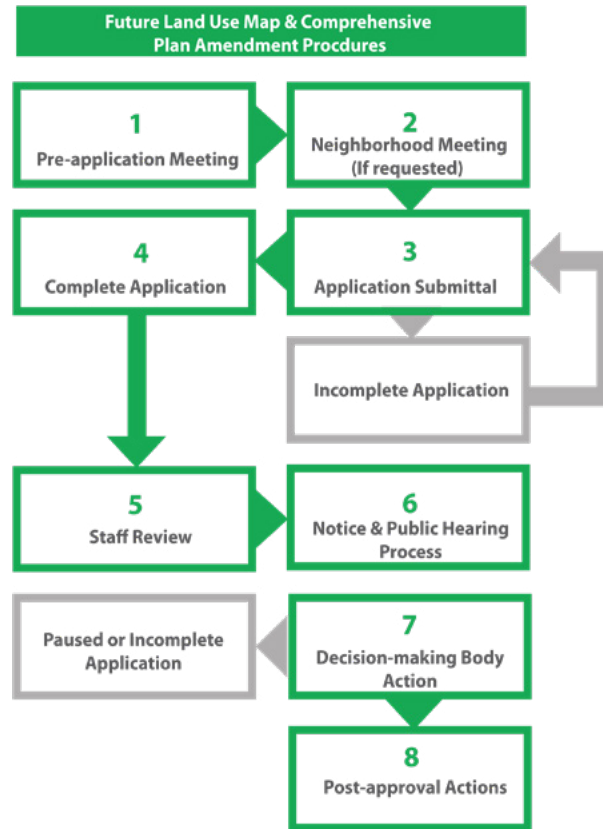 Future Land Use Map & Comprehensive
Plan Amendment Procdures
1
Pre-application Meeting
2
Neighborhood Meeting
(If requested)
4
Complete Application
3
Application Submittal
Incomplete Application
5
Staff Review
6
Notice & Public Hearing
Process
Paused or Incomplete
Application
7
Decision-making Body
Action
8
Post-approval Actions